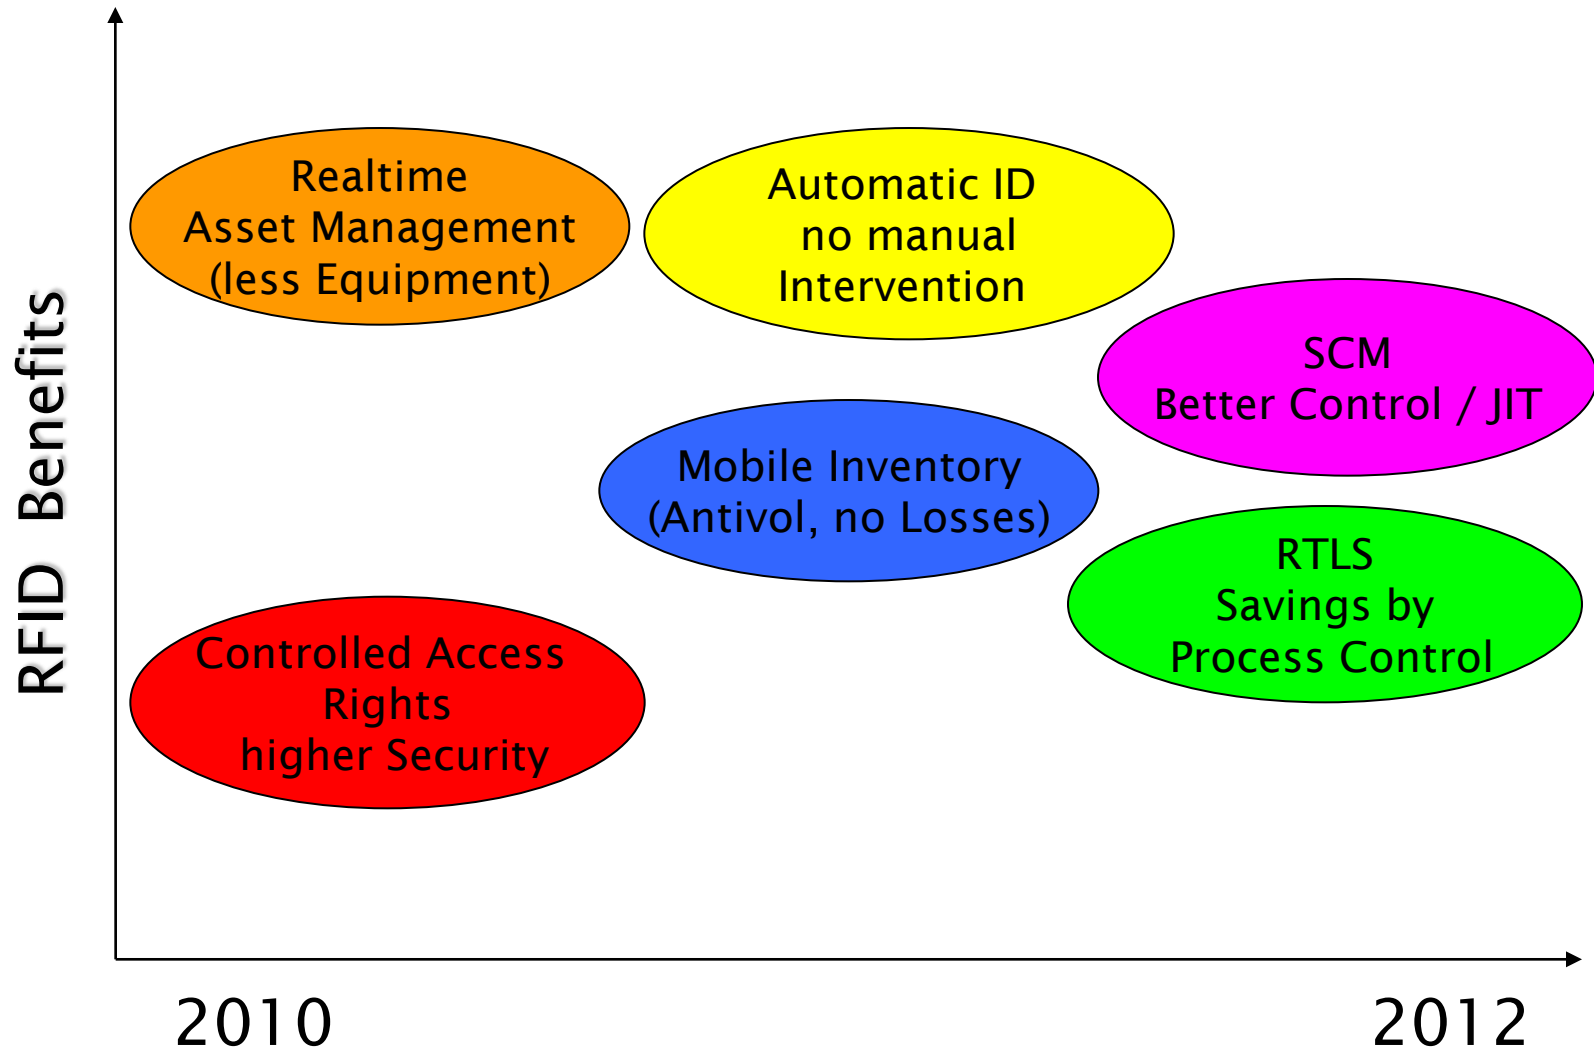 RFID Benefits
Realtime
Asset Management
(less Equipment)
Automatic ID
no manual
Intervention
SCM
Better Control / JIT
Mobile Inventory
(Antivol, no Losses)
RTLS
Savings by
Process Control
Controlled Access
Rights
higher Security
2010
2012